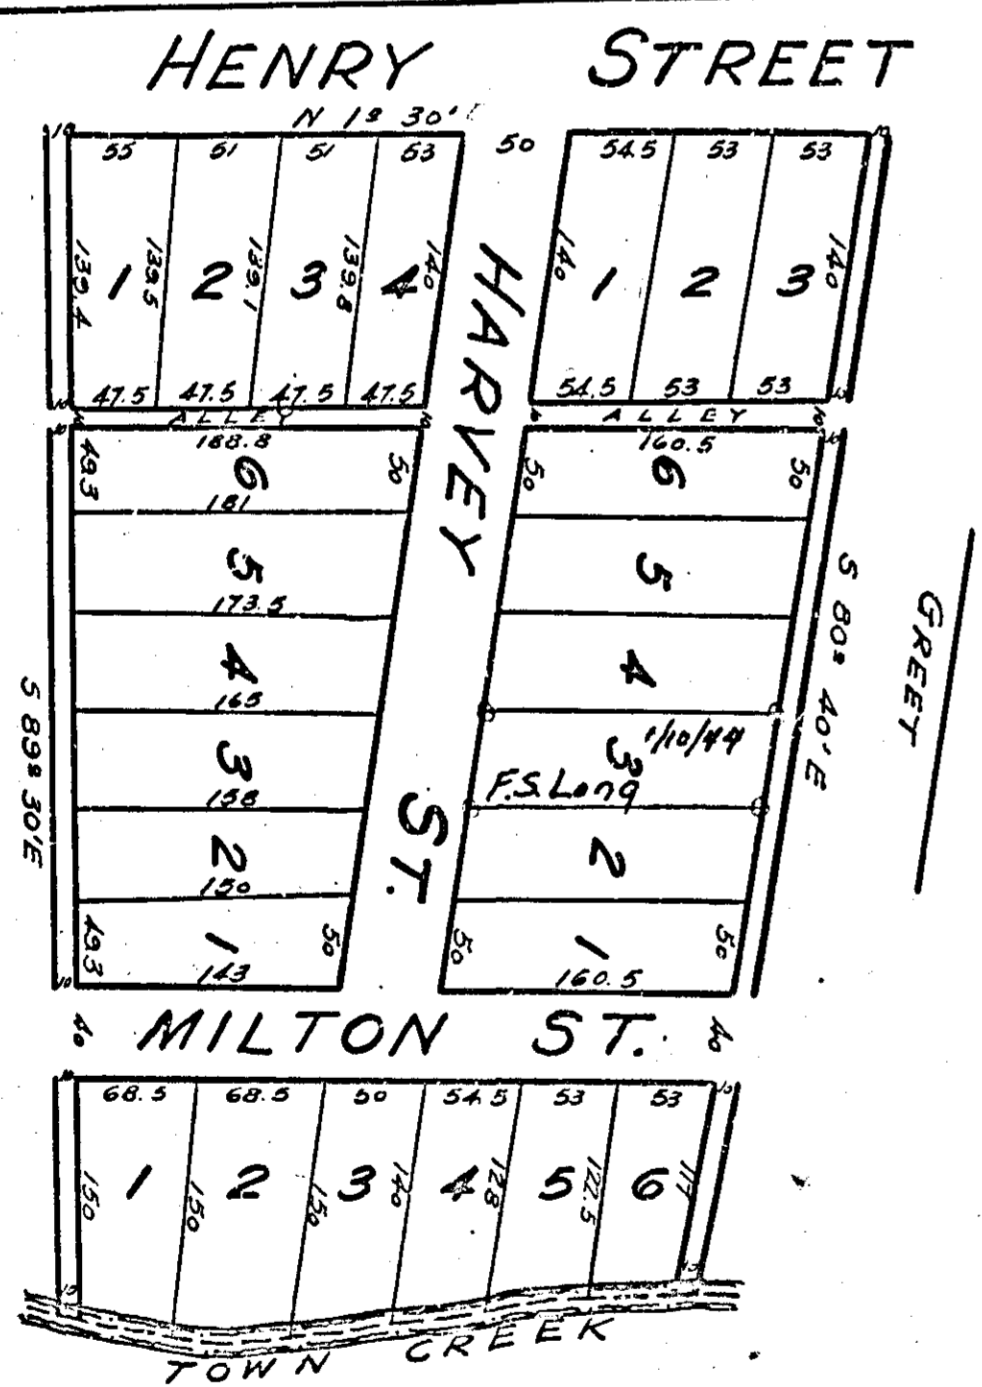 HENRY STREET
N 1° 30'
10 55 51 51 53 50 54.5 53 53 10
139.4 1 139.5 2 139.1 3 139.8 4 140 140 1 2 3 140
47.5 47.5 47.5 47.5 54.5 53 53
ALLEY ALLEY
HARVEY ST.
188.8 160.5
49.3 6 50 50 6 50
181
5 5
173.5
4 4
165
3 3 1/10/44
158 F.S. Long
2 2
150
49.3 1 50 50 1 50
143 160.5
S 89° 30'E
S 80° 40'E
GREET
40 MILTON ST. 40
10 68.5 68.5 50 54.5 53 53 10
150 1 150 2 150 3 140 4 128 5 122.5 6 117
TOWN CREEK